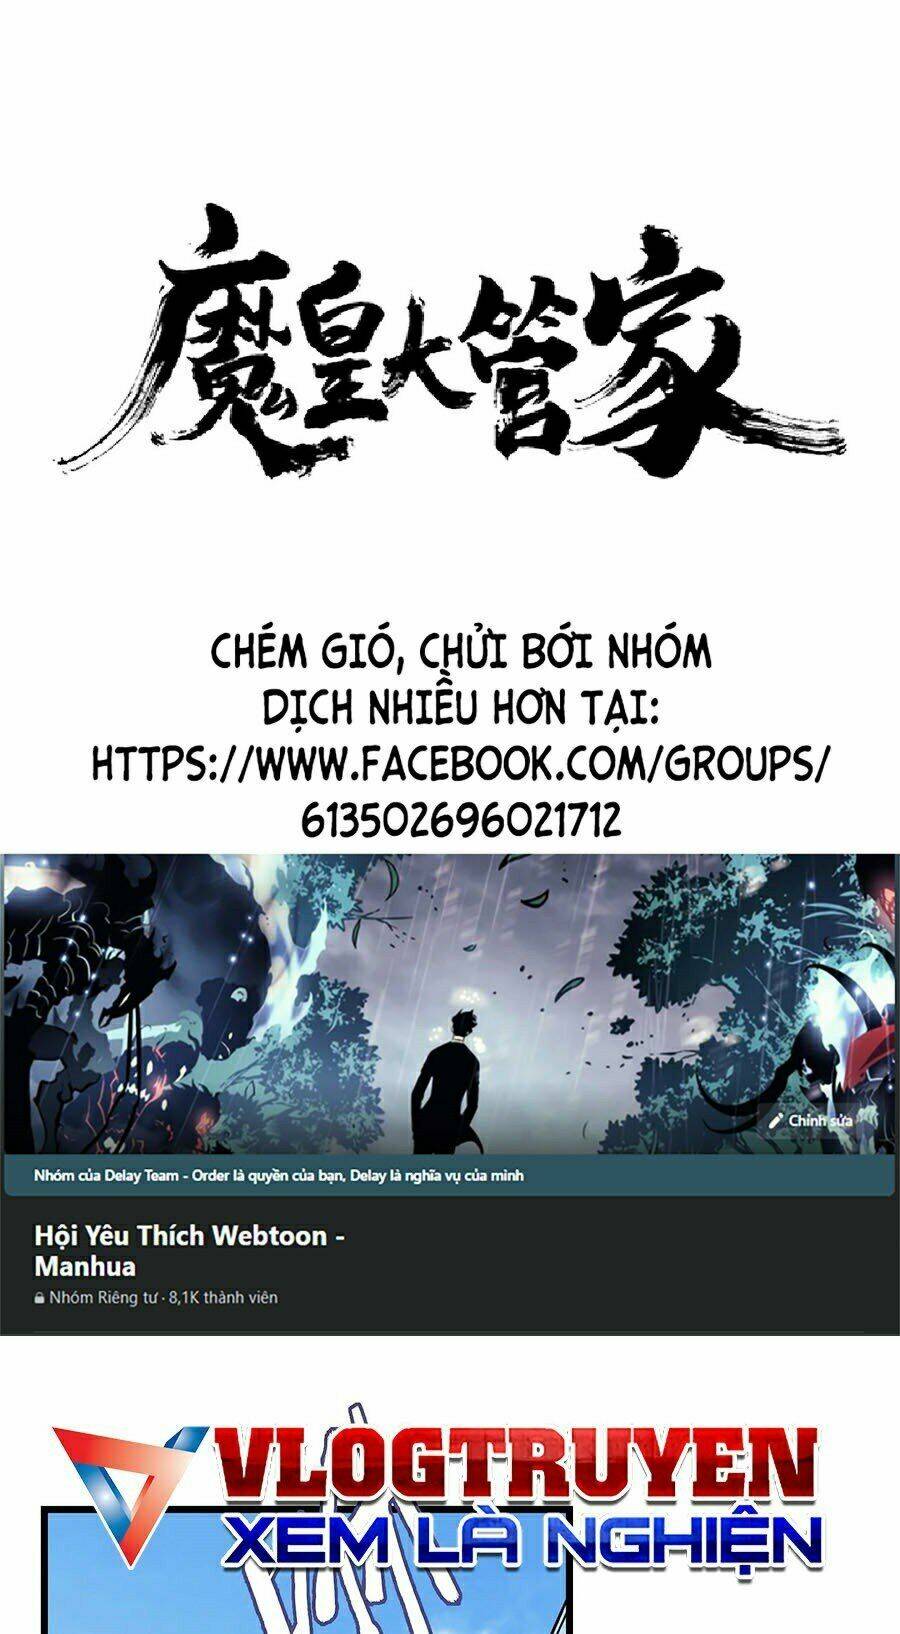 魔皇大管家
CHÉM GIÓ, CHỬI BỚI NHÓM
DỊCH NHIỀU HƠN TẠI:
HTTPS://WWW.FACEBOOK.COM/GROUPS/
613502696021712
Chỉnh sửa
Nhóm của Delay Team - Order là quyền của bạn, Delay là nghĩa vụ của mình
Hội Yêu Thích Webtoon -
Manhua
Nhóm Riêng tư · 8,1K thành viên
VLOGTRUYEN
XEM LÀ NGHIỆN